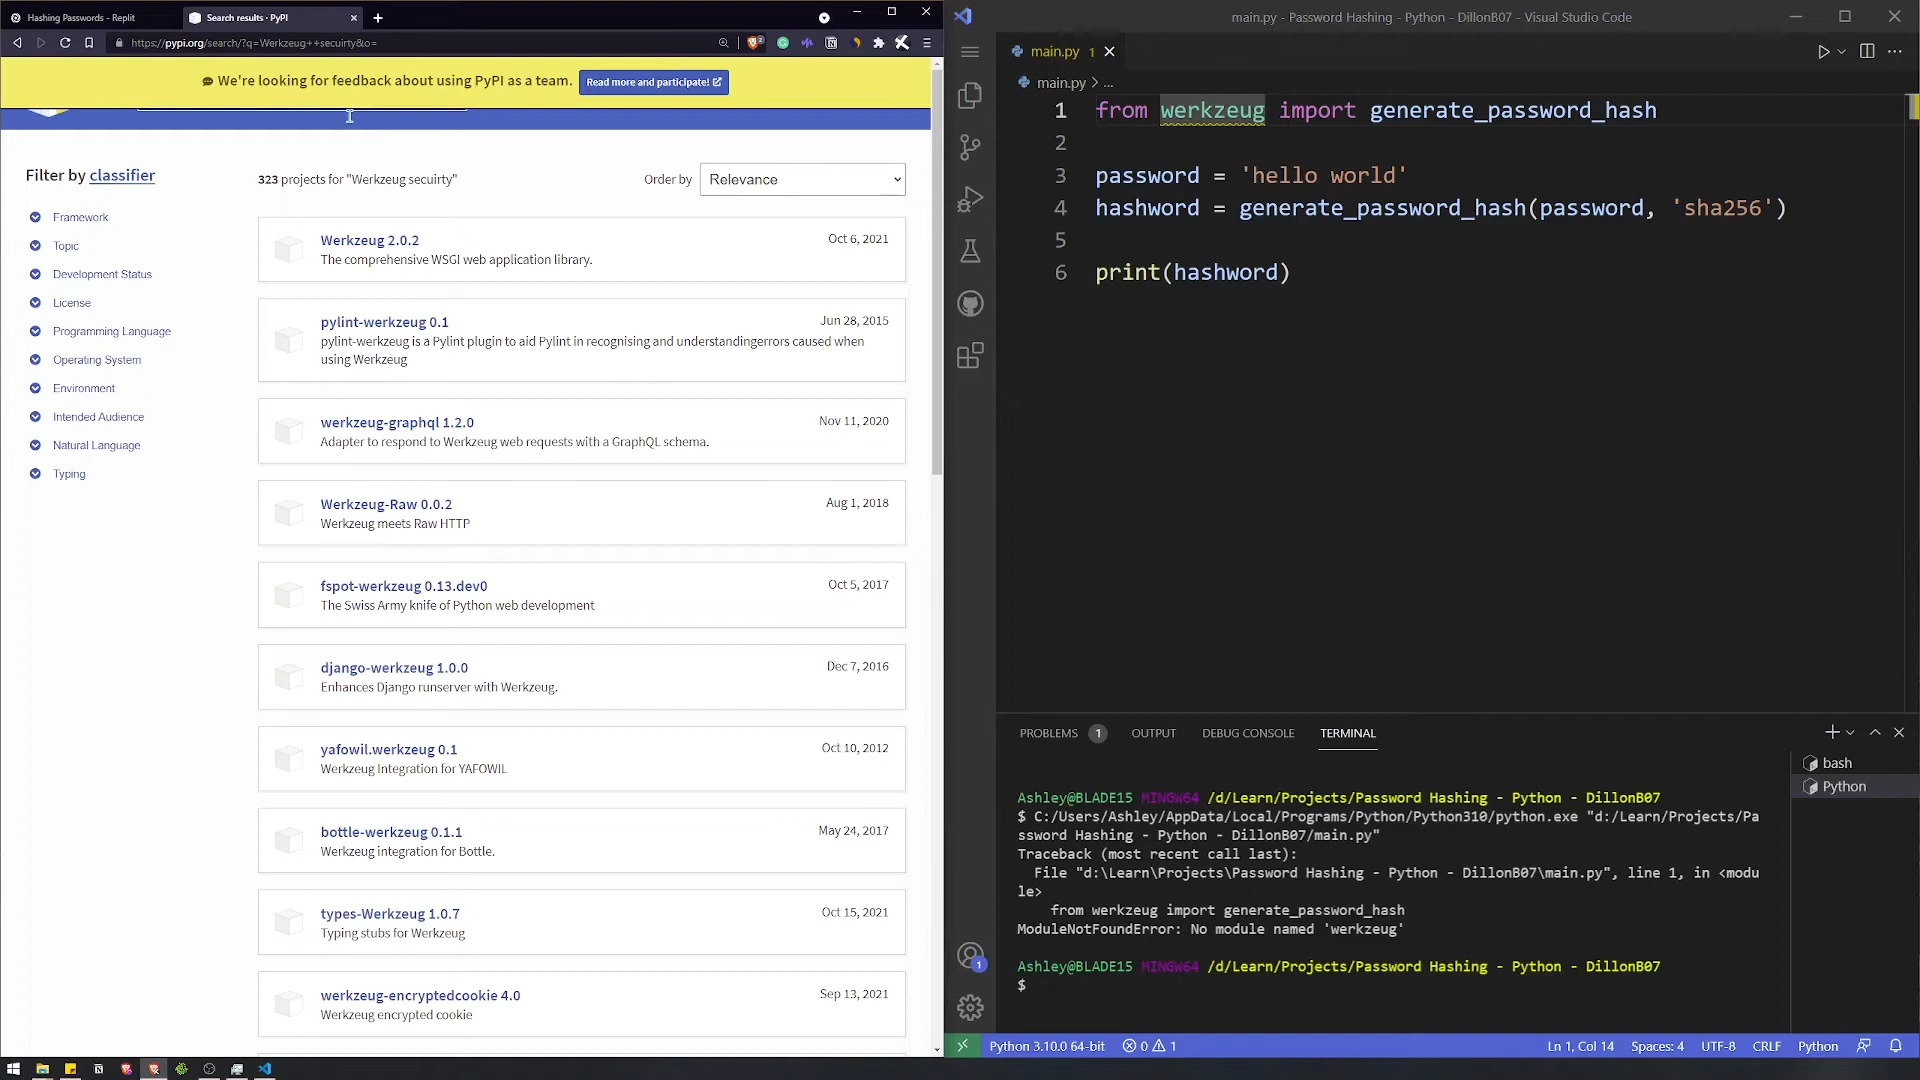 Hashing Passwords - Replit
Search results · PyPI
https://pypi.org/search/?q=Werkzeug++secuirty&o=
We're looking for feedback about using PyPI as a team.
Read more and participate!
Filter by classifier
Framework
Topic
Development Status
License
Programming Language
Operating System
Environment
Intended Audience
Natural Language
Typing
323 projects for "Werkzeug secuirty"
Order by
Relevance
Werkzeug 2.0.2
Oct 6, 2021
The comprehensive WSGI web application library.
pylint-werkzeug 0.1
Jun 28, 2015
pylint-werkzeug is a Pylint plugin to aid Pylint in recognising and understandingerrors caused when
using Werkzeug
werkzeug-graphql 1.2.0
Nov 11, 2020
Adapter to respond to Werkzeug web requests with a GraphQL schema.
Werkzeug-Raw 0.0.2
Aug 1, 2018
Werkzeug meets Raw HTTP
fspot-werkzeug 0.13.dev0
Oct 5, 2017
The Swiss Army knife of Python web development
django-werkzeug 1.0.0
Dec 7, 2016
Enhances Django runserver with Werkzeug.
yafowil.werkzeug 0.1
Oct 10, 2012
Werkzeug Integration for YAFOWIL
bottle-werkzeug 0.1.1
May 24, 2017
Werkzeug integration for Bottle.
types-Werkzeug 1.0.7
Oct 15, 2021
Typing stubs for Werkzeug
werkzeug-encryptedcookie 4.0
Sep 13, 2021
Werkzeug encrypted cookie
main.py - Password Hashing - Python - DillonB07 - Visual Studio Code
main.py 1
main.py > ...
1 from werkzeug import generate_password_hash
2
3 password = 'hello world'
4 hashword = generate_password_hash(password, 'sha256')
5
6 print(hashword)
PROBLEMS 1 OUTPUT DEBUG CONSOLE TERMINAL
bash
Python
Ashley@BLADE15 MINGW64 /d/Learn/Projects/Password Hashing - Python - DillonB07
$ C:/Users/Ashley/AppData/Local/Programs/Python/Python310/python.exe "d:/Learn/Projects/Pa
ssword Hashing - Python - DillonB07/main.py"
Traceback (most recent call last):
File "d:\Learn\Projects\Password Hashing - Python - DillonB07\main.py", line 1, in <modu
le>
from werkzeug import generate_password_hash
ModuleNotFoundError: No module named 'werkzeug'
Ashley@BLADE15 MINGW64 /d/Learn/Projects/Password Hashing - Python - DillonB07
$
1
Python 3.10.0 64-bit
0 1
Ln 1, Col 14
Spaces: 4
UTF-8
CRLF
Python